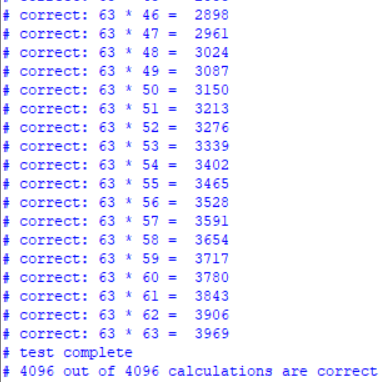 # correct: 63 * 46 =  2898
# correct: 63 * 47 =  2961
# correct: 63 * 48 =  3024
# correct: 63 * 49 =  3087
# correct: 63 * 50 =  3150
# correct: 63 * 51 =  3213
# correct: 63 * 52 =  3276
# correct: 63 * 53 =  3339
# correct: 63 * 54 =  3402
# correct: 63 * 55 =  3465
# correct: 63 * 56 =  3528
# correct: 63 * 57 =  3591
# correct: 63 * 58 =  3654
# correct: 63 * 59 =  3717
# correct: 63 * 60 =  3780
# correct: 63 * 61 =  3843
# correct: 63 * 62 =  3906
# correct: 63 * 63 =  3969
# test complete
# 4096 out of 4096 calculations are correct